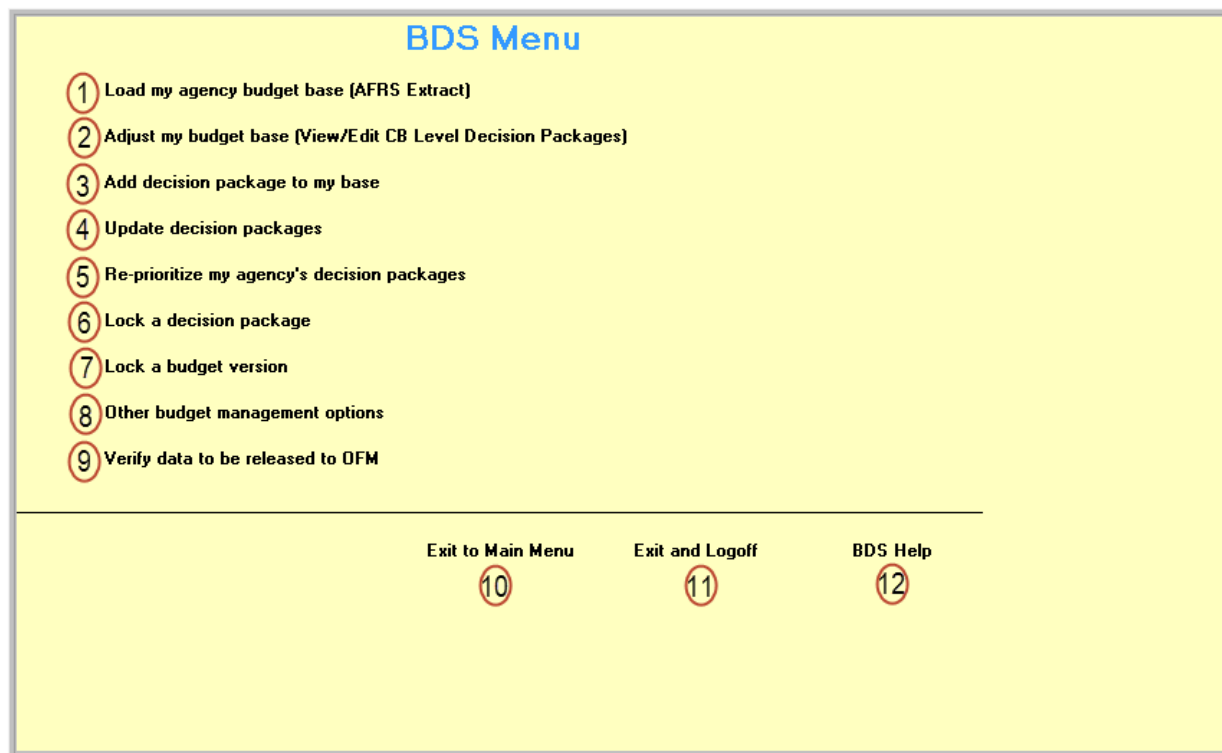 BDS Menu
1 Load my agency budget base (AFRS Extract)
2 Adjust my budget base (View/Edit CB Level Decision Packages)
3 Add decision package to my base
4 Update decision packages
5 Re-prioritize my agency's decision packages
6 Lock a decision package
7 Lock a budget version
8 Other budget management options
9 Verify data to be released to OFM
Exit to Main Menu Exit and Logoff BDS Help
10 11 12